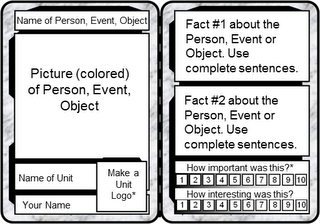 Name of Person, Event, Object
Picture (colored)
of Person, Event,
Object
Name of Unit
Your Name
Make a
Unit
Logo*
Fact #1 about the
Person, Event or
Object. Use
complete sentences.
Fact #2 about the
Person, Event or
Object. Use
complete sentences.
How important was this?*
1 2 3 4 5 6 7 8 9 10
How interesting was this?
1 2 3 4 5 6 7 8 9 10